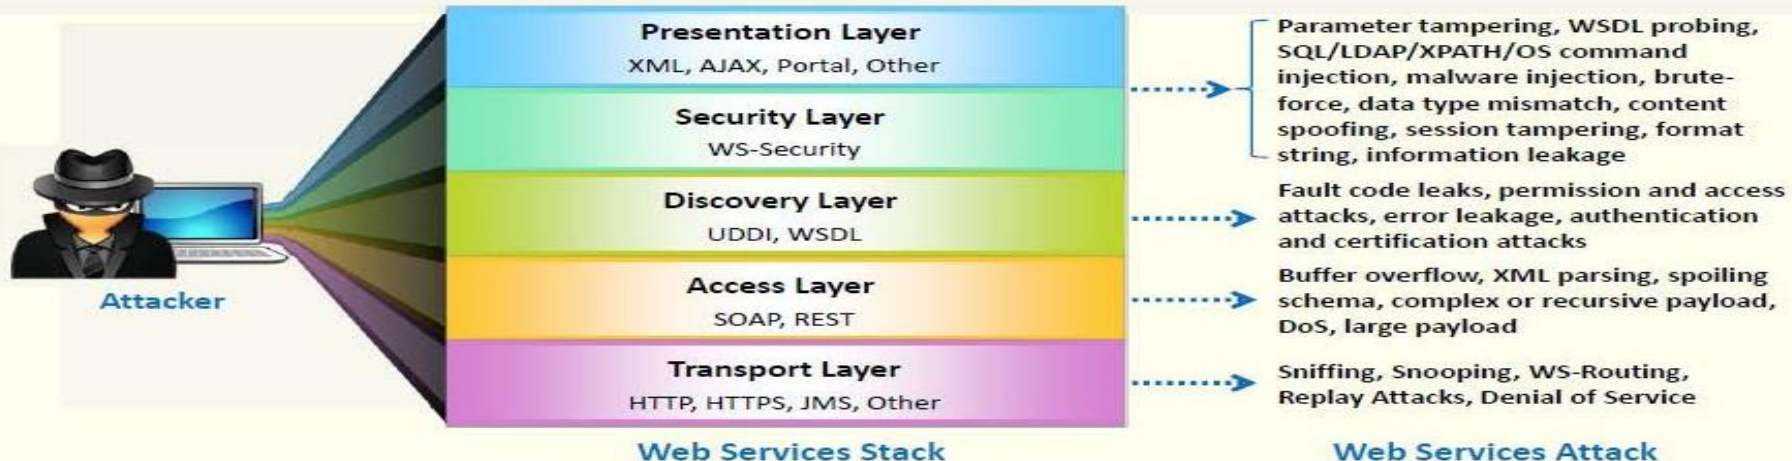 Presentation Layer
XML, AJAX, Portal, Other
Security Layer
WS-Security
Discovery Layer
UDDI, WSDL
Access Layer
SOAP, REST
Transport Layer
HTTP, HTTPS, JMS, Other
Web Services Stack
Attacker
Parameter tampering, WSDL probing,
SQL/LDAP/XPATH/OS command
injection, malware injection, brute-
force, data type mismatch, content
spoofing, session tampering, format
string, information leakage
Fault code leaks, permission and access
attacks, error leakage, authentication
and certification attacks
Buffer overflow, XML parsing, spoiling
schema, complex or recursive payload,
DoS, large payload
Sniffing, Snooping, WS-Routing,
Replay Attacks, Denial of Service
Web Services Attack